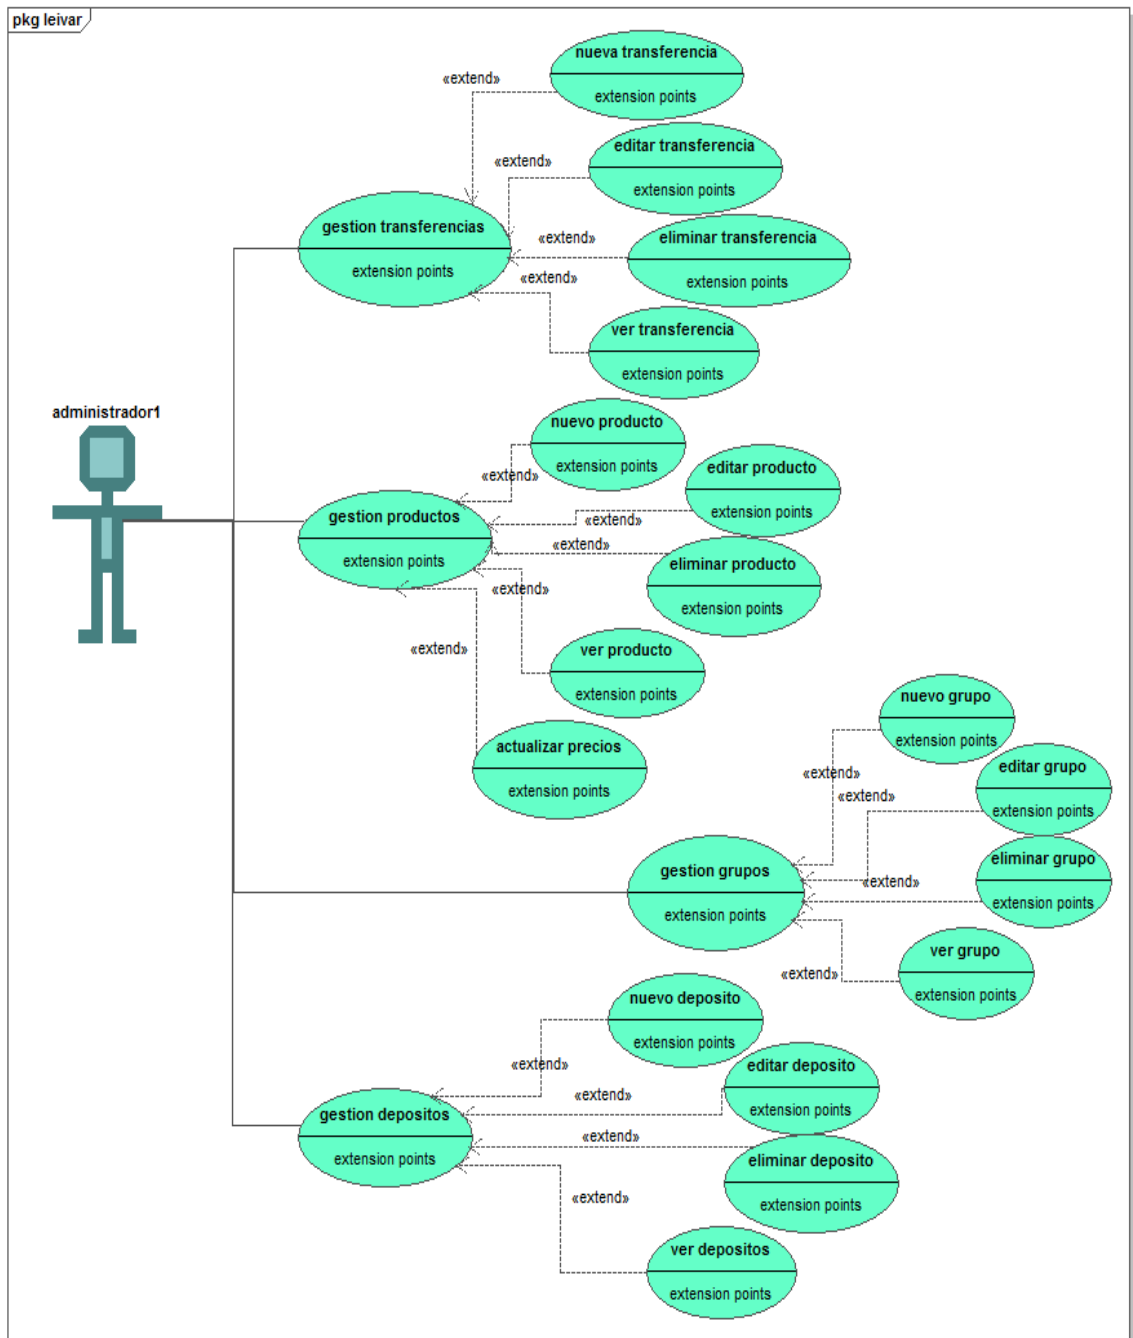 pkg leivar
nueva transferencia
«extend»
extension points
editar transferencia
«extend»
extension points
gestion transferencias
extension points
eliminar transferencia
«extend»
extension points
«extend»
ver transferencia
extension points
administrador1
nuevo producto
extension points
«extend»
editar producto
extension points
gestion productos
extension points
«extend»
«extend»
eliminar producto
extension points
«extend»
ver producto
extension points
«extend»
actualizar precios
extension points
nuevo grupo
extension points
«extend»
editar grupo
extension points
«extend»
gestion grupos
extension points
eliminar grupo
extension points
«extend»
ver grupo
extension points
«extend»
nuevo deposito
extension points
«extend»
editar deposito
extension points
«extend»
gestion depositos
extension points
«extend»
eliminar deposito
extension points
«extend»
ver depositos
extension points